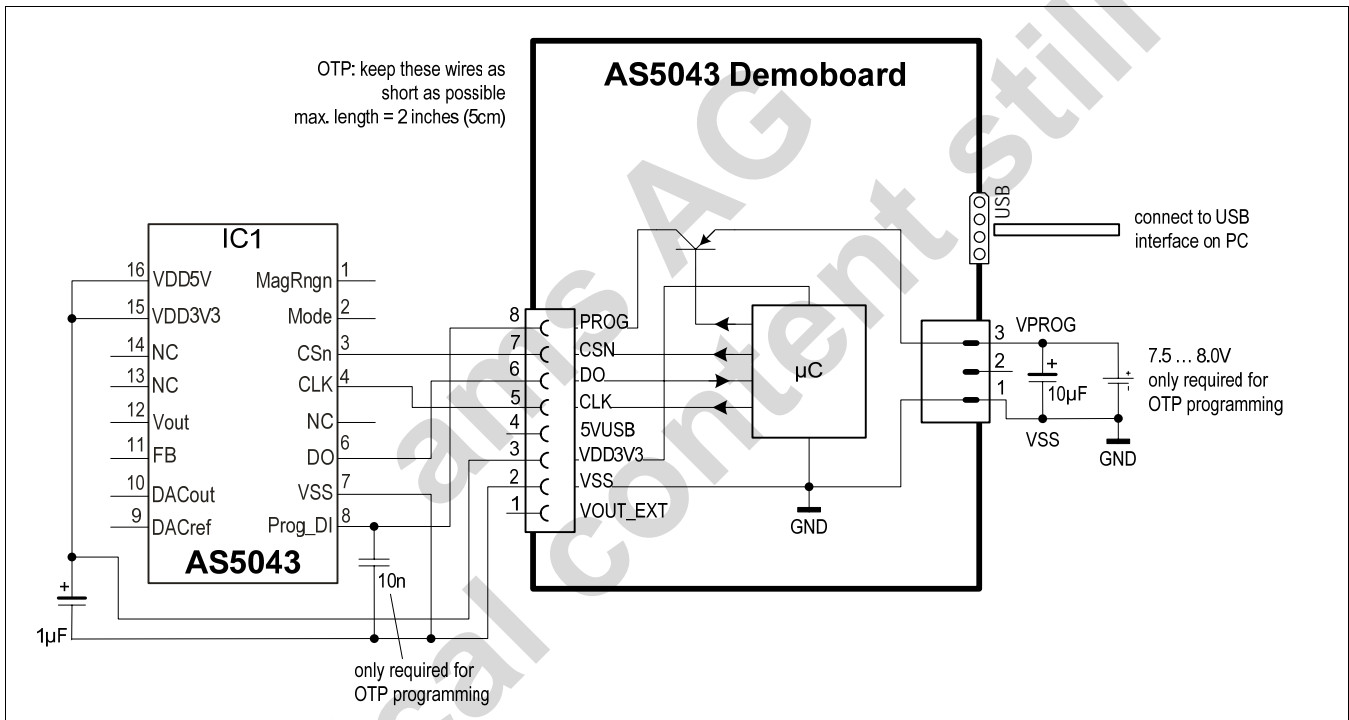 AS5043 Demoboard
OTP: keep these wires as
short as possible
max. length = 2 inches (5cm)
USB
connect to USB
interface on PC
IC1
16 VDD5V
15 VDD3V3
14 NC
13 NC
12 Vout
11 FB
10 DACout
9 DACref
MagRngn 1
Mode 2
CSn 3
CLK 4
NC
DO 6
VSS 7
Prog_DI 8
AS5043
8 PROG
7 CSN
6 DO
5 CLK
4 5VUSB
3 VDD3V3
2 VSS
1 VOUT_EXT
µC
GND
3 VPROG
2
1
+
10µF
VSS
+
-
GND
7.5 ... 8.0V
only required for
OTP programming
+
1µF
10n
only required for
OTP programming
ams AG
cal content still